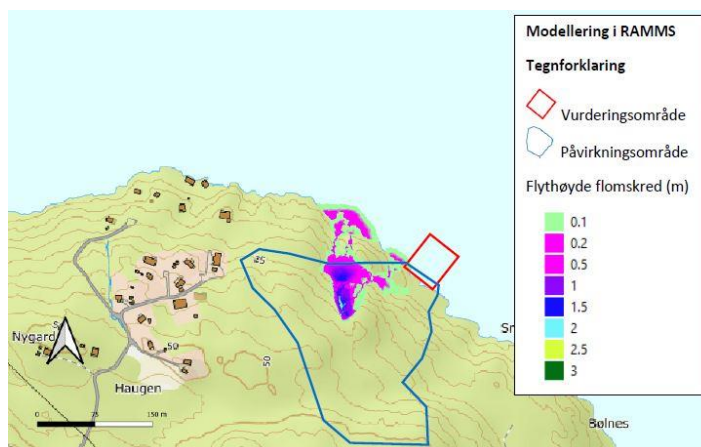 Modellering i RAMMS
Tegnforklaring
Vurderingsområde
Påvirkningsområde
Flythøyde flomskred (m)
0.1
0.2
0.5
1
1.5
2
2.5
3
25
50
50
Nygard
Haugen
Bølnes
0
75
150 m